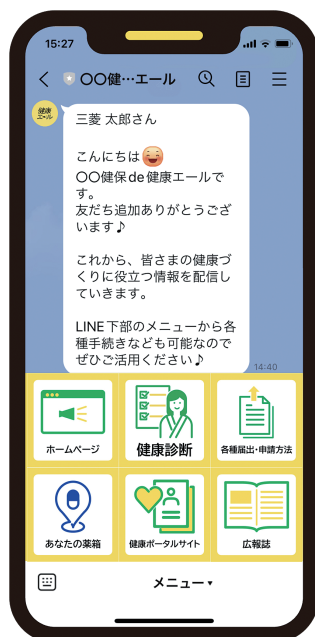 15:27
〇〇健…エール
健康
エール
三菱 太郎さん
こんにちは
〇〇健保de健康エールで
す。
友だち追加ありがとうござ
います♪
これから、皆さまの健康づ
くりに役立つ情報を配信し
ていきます。
LINE下部のメニューから各
種手続きなども可能なので
ぜひご活用ください♪
14:40
ホームページ
健康診断
各種届出・申請方法
あなたの薬箱
健康ポータルサイト
広報誌
メニュー▾